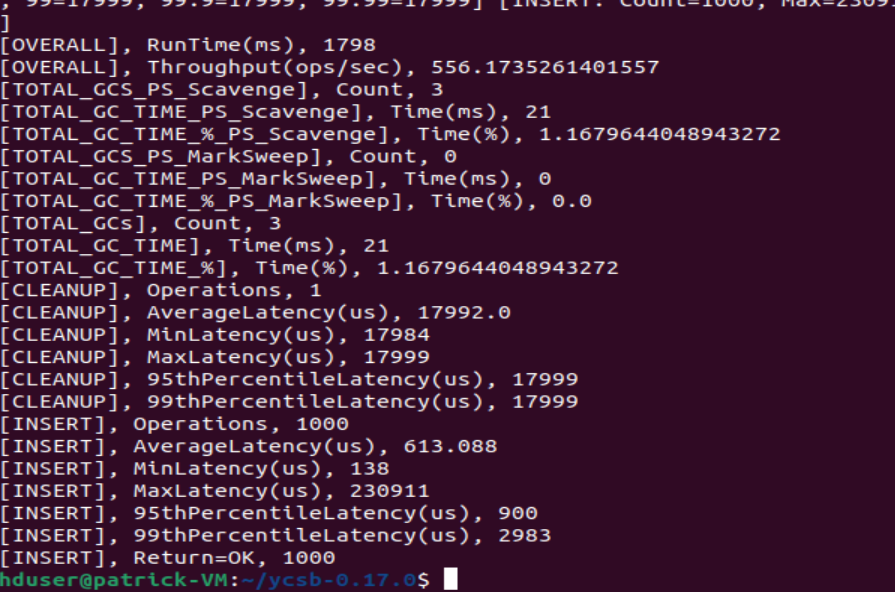 , 99=17999, 99.9=17999, 99.99=17999] [INSERT: Count=1000, Max=23091
]
[OVERALL], RunTime(ms), 1798
[OVERALL], Throughput(ops/sec), 556.1735261401557
[TOTAL_GCS_PS_Scavenge], Count, 3
[TOTAL_GC_TIME_PS_Scavenge], Time(ms), 21
[TOTAL_GC_TIME_%_PS_Scavenge], Time(%), 1.1679644048943272
[TOTAL_GCS_PS_MarkSweep], Count, 0
[TOTAL_GC_TIME_PS_MarkSweep], Time(ms), 0
[TOTAL_GC_TIME_%_PS_MarkSweep], Time(%), 0.0
[TOTAL_GCs], Count, 3
[TOTAL_GC_TIME], Time(ms), 21
[TOTAL_GC_TIME_%], Time(%), 1.1679644048943272
[CLEANUP], Operations, 1
[CLEANUP], AverageLatency(us), 17992.0
[CLEANUP], MinLatency(us), 17984
[CLEANUP], MaxLatency(us), 17999
[CLEANUP], 95thPercentileLatency(us), 17999
[CLEANUP], 99thPercentileLatency(us), 17999
[INSERT], Operations, 1000
[INSERT], AverageLatency(us), 613.088
[INSERT], MinLatency(us), 138
[INSERT], MaxLatency(us), 230911
[INSERT], 95thPercentileLatency(us), 900
[INSERT], 99thPercentileLatency(us), 2983
[INSERT], Return=OK, 1000
hduser@patrick-VM:~/ycsb-0.17.0$